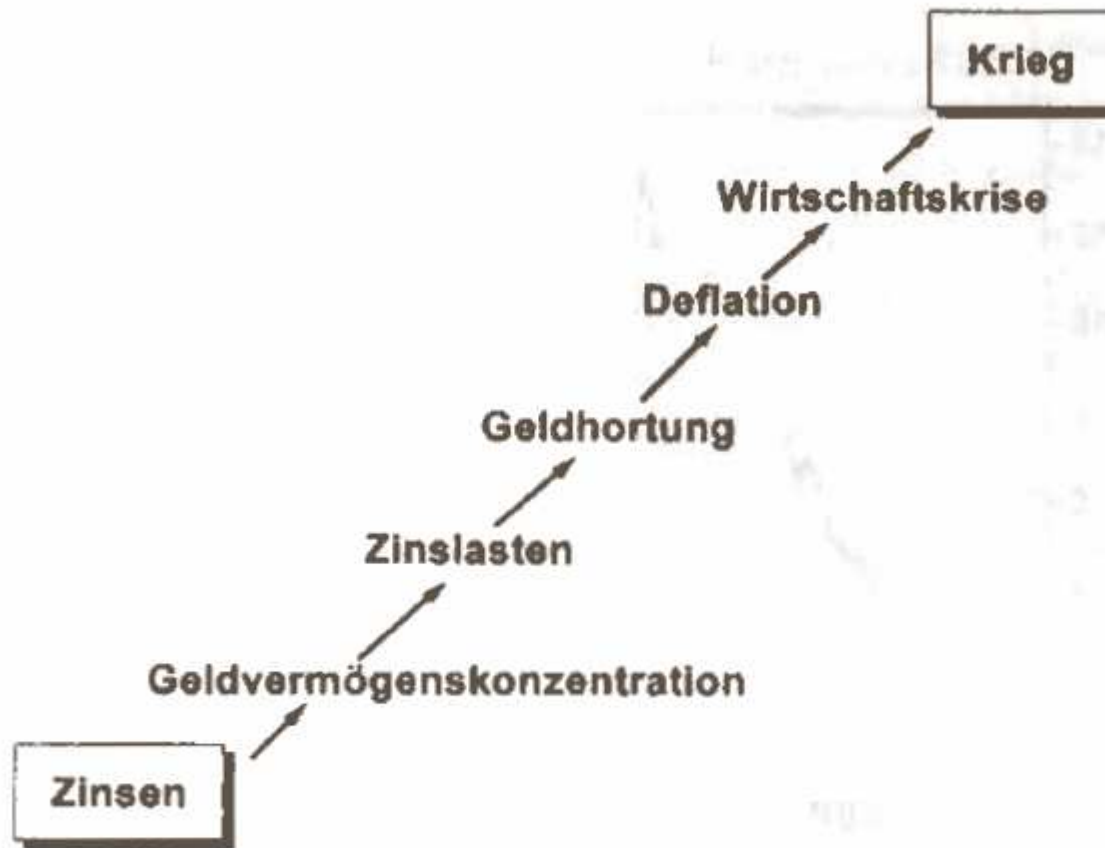 Krieg
Wirtschaftskrise
Deflation
Geldhortung
Zinslasten
Geldvermögenskonzentration
Zinsen